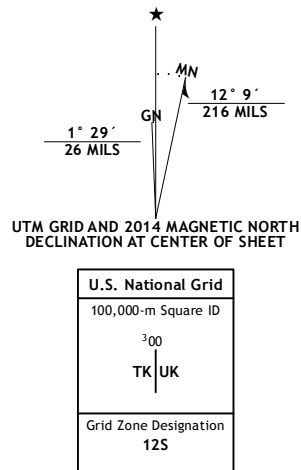 ★
MN
GN
12° 9´
216 MILS
1° 29´
26 MILS
UTM GRID AND 2014 MAGNETIC NORTH
DECLINATION AT CENTER OF SHEET
U.S. National Grid
100,000-m Square ID
³00
TK UK
Grid Zone Designation
12S